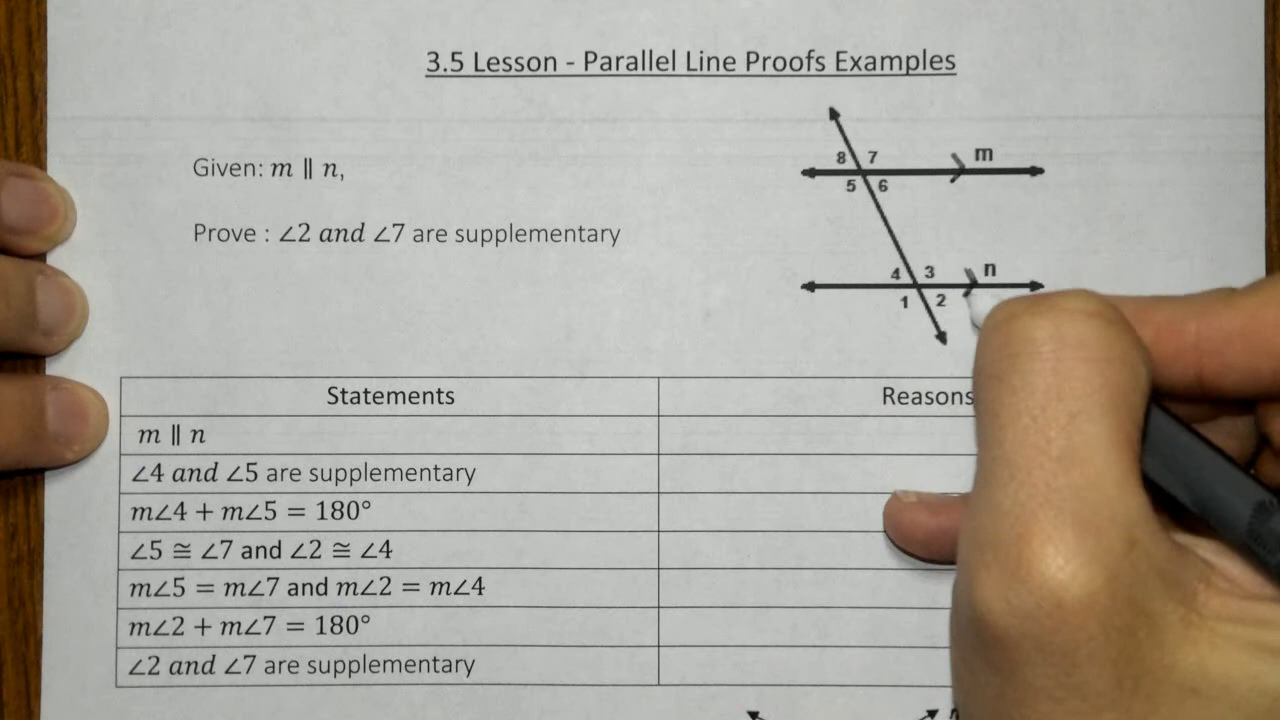 3.5 Lesson - Parallel Line Proofs Examples
Given: m ∥ n,
Prove : ∠2 and ∠7 are supplementary
8 7
m
5 6
4 3
n
1 2
Statements
Reasons
m ∥ n
∠4 and ∠5 are supplementary
m∠4 + m∠5 = 180°
∠5 ≅ ∠7 and ∠2 ≅ ∠4
m∠5 = m∠7 and m∠2 = m∠4
m∠2 + m∠7 = 180°
∠2 and ∠7 are supplementary